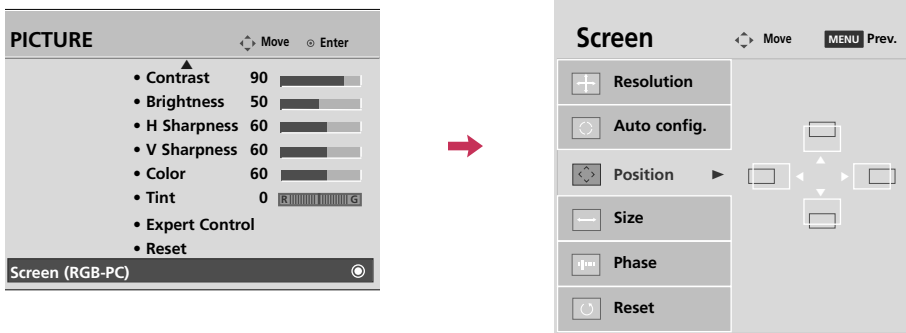 PICTURE
Move
Enter
• Contrast 90
• Brightness 50
• H Sharpness 60
• V Sharpness 60
• Color 60
• Tint 0 R G
• Expert Control
• Reset
Screen (RGB-PC)
Screen
Move
MENU Prev.
Resolution
Auto config.
Position
Size
Phase
Reset